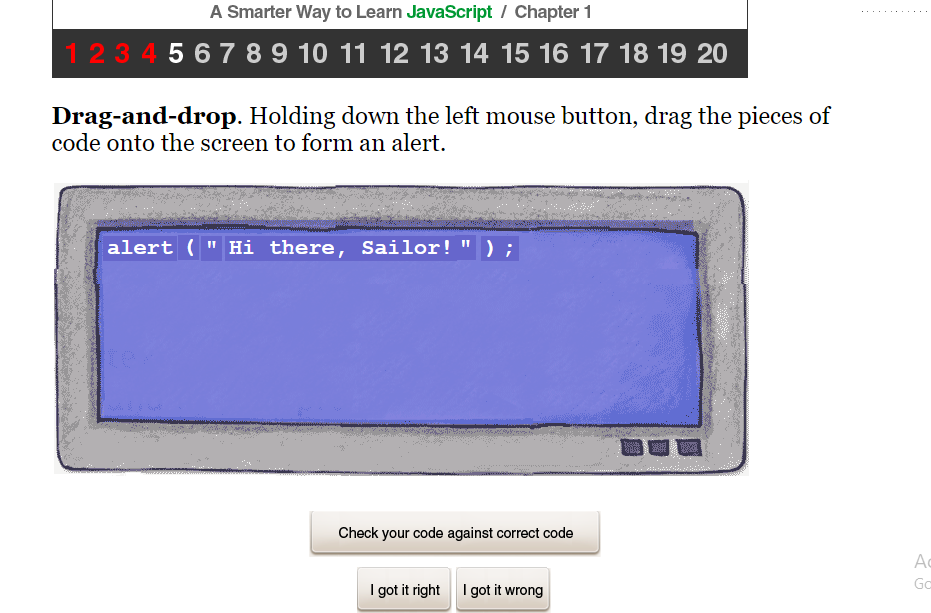 A Smarter Way to Learn JavaScript / Chapter 1
1 2 3 4 5 6 7 8 9 10 11 12 13 14 15 16 17 18 19 20
Drag-and-drop. Holding down the left mouse button, drag the pieces of
code onto the screen to form an alert.
alert ( " Hi there, Sailor! " ) ;
Check your code against correct code
I got it right I got it wrong